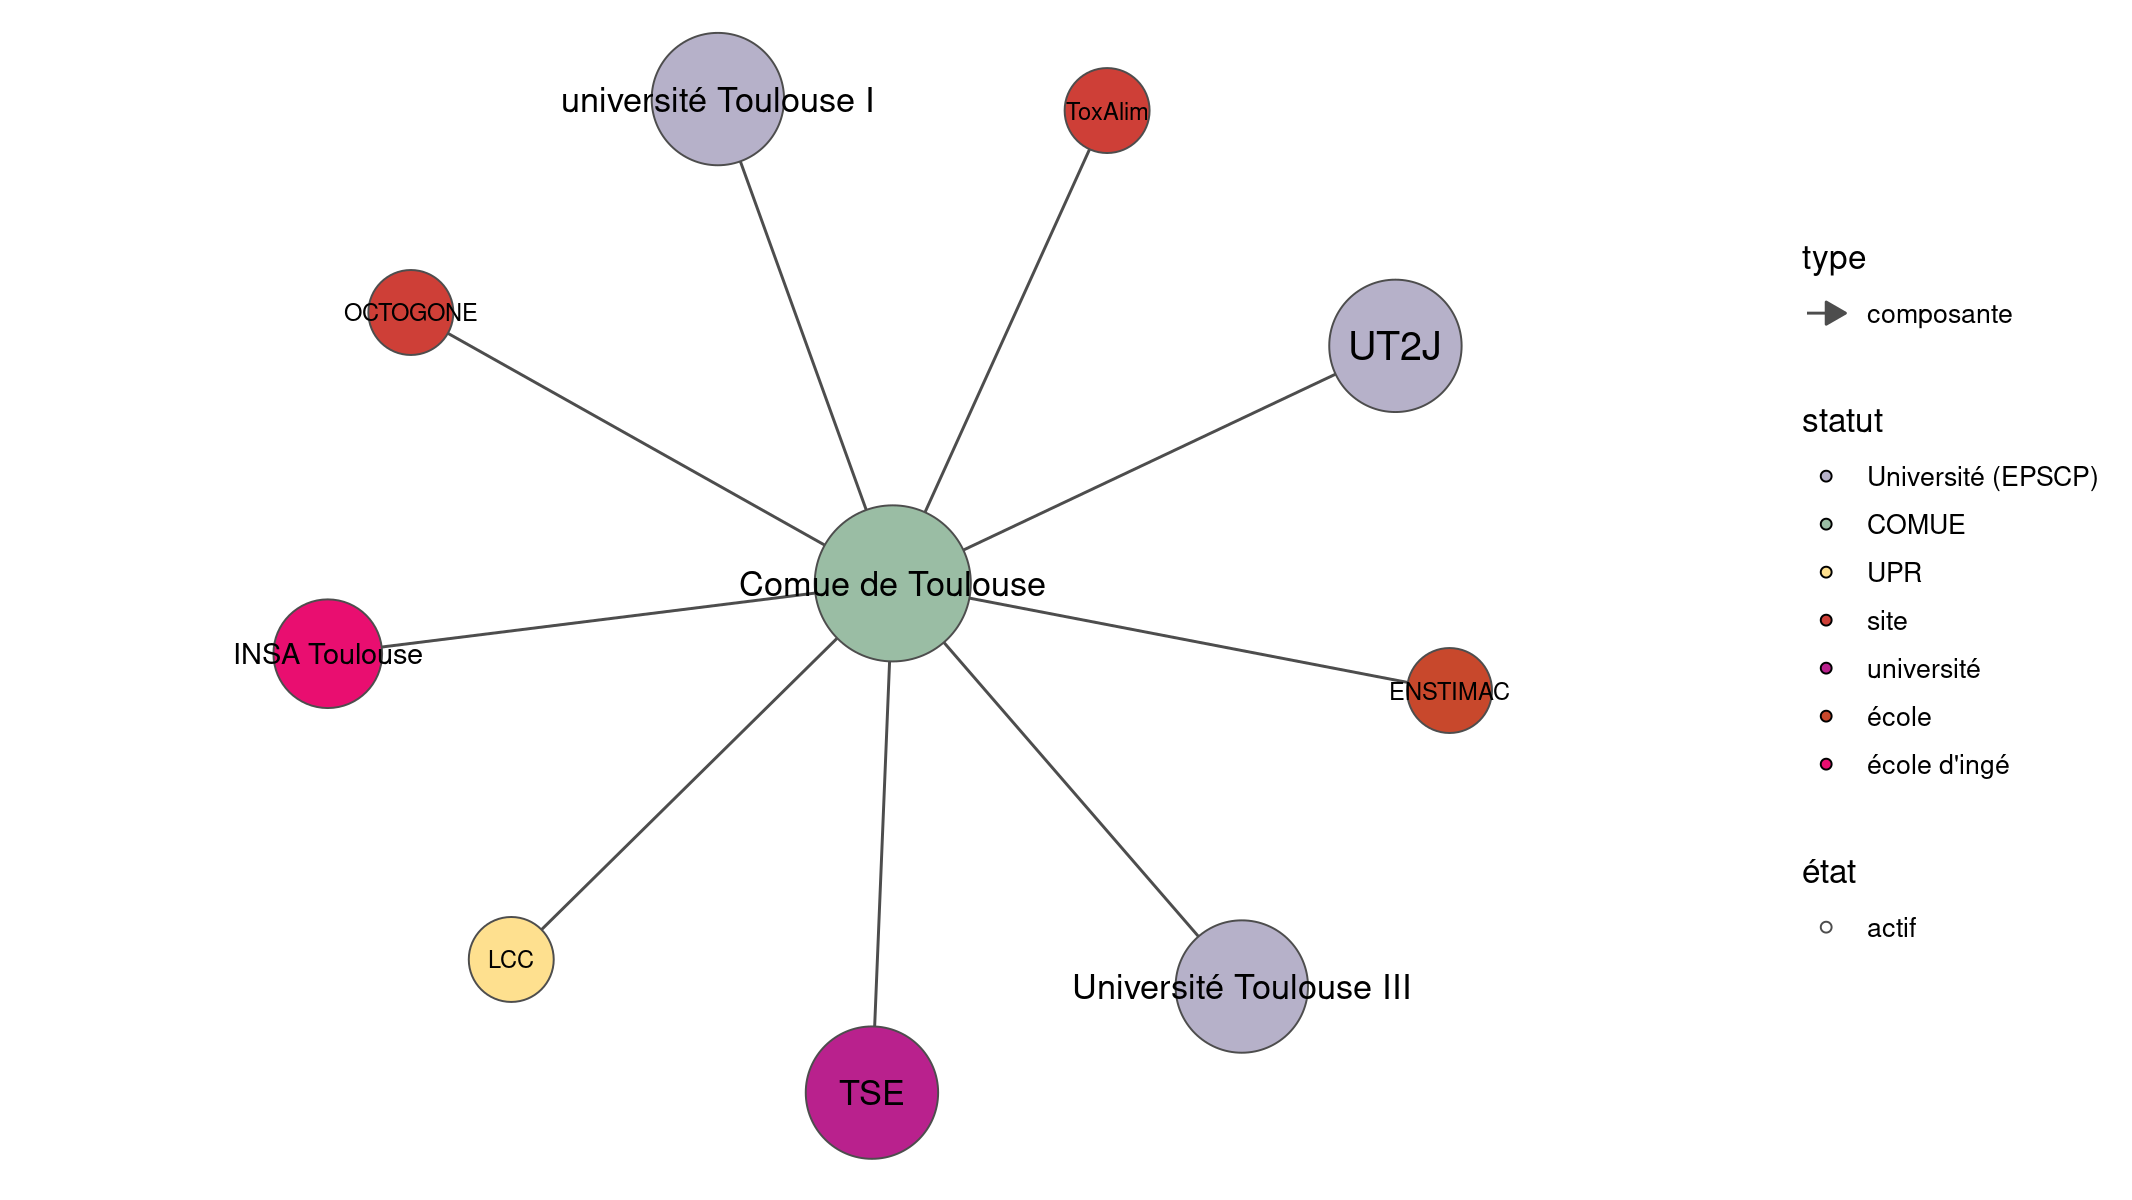 université Toulouse I
ToxAlim
OCTOGONE
UT2J
Comue de Toulouse
INSA Toulouse
ENSTIMAC
LCC
Université Toulouse III
TSE
type
composante
statut
Université (EPSCP)
COMUE
UPR
site
université
école
école d'ingé
état
actif